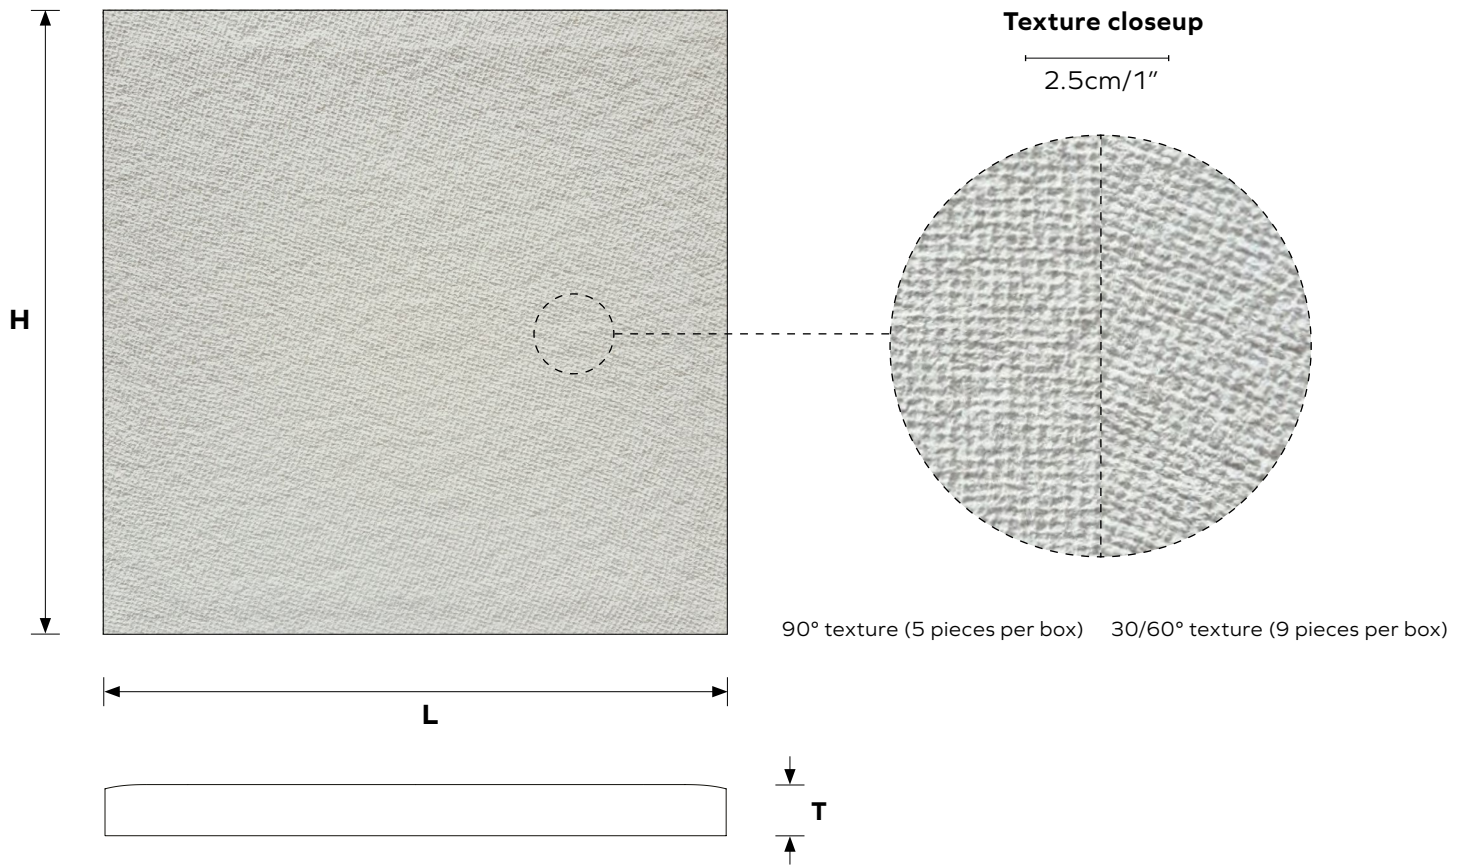 Texture closeup
2.5cm/1”
H
90° texture (5 pieces per box)
30/60° texture (9 pieces per box)
L
T